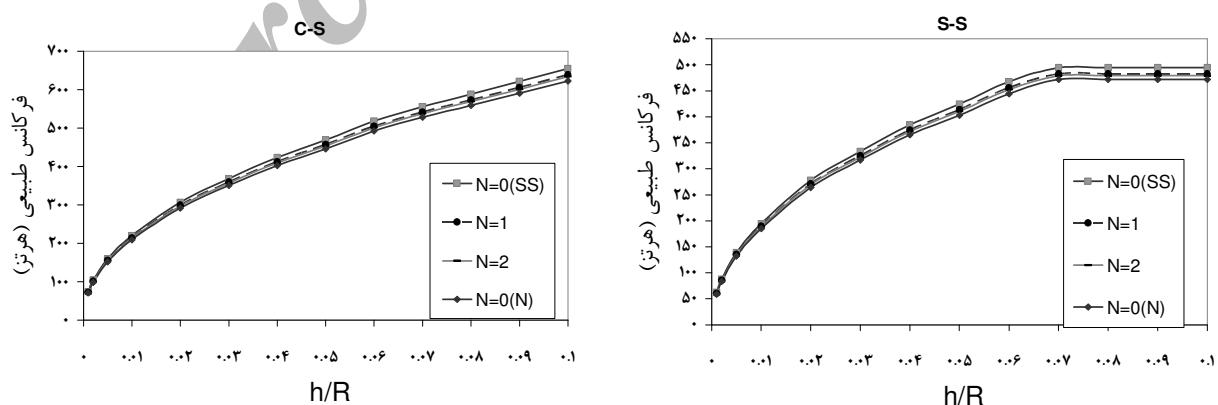 C-S
۷۰۰
۶۰۰
۵۰۰
۴۰۰
۳۰۰
۲۰۰
۱۰۰
۰
فرکانس طبیعی (هرتز)
N=0(SS)
N=1
N=2
N=0(N)
۰ ۰.۰۱ ۰.۰۲ ۰.۰۳ ۰.۰۴ ۰.۰۵ ۰.۰۶ ۰.۰۷ ۰.۰۸ ۰.۰۹ ۰.۱
h/R
S-S
۵۵۰
۵۰۰
۴۵۰
۴۰۰
۳۵۰
۳۰۰
۲۵۰
۲۰۰
۱۵۰
۱۰۰
۵۰
۰
فرکانس طبیعی (هرتز)
N=0(SS)
N=1
N=2
N=0(N)
۰ ۰.۰۱ ۰.۰۲ ۰.۰۳ ۰.۰۴ ۰.۰۵ ۰.۰۶ ۰.۰۷ ۰.۰۸ ۰.۰۹ ۰.۱
h/R